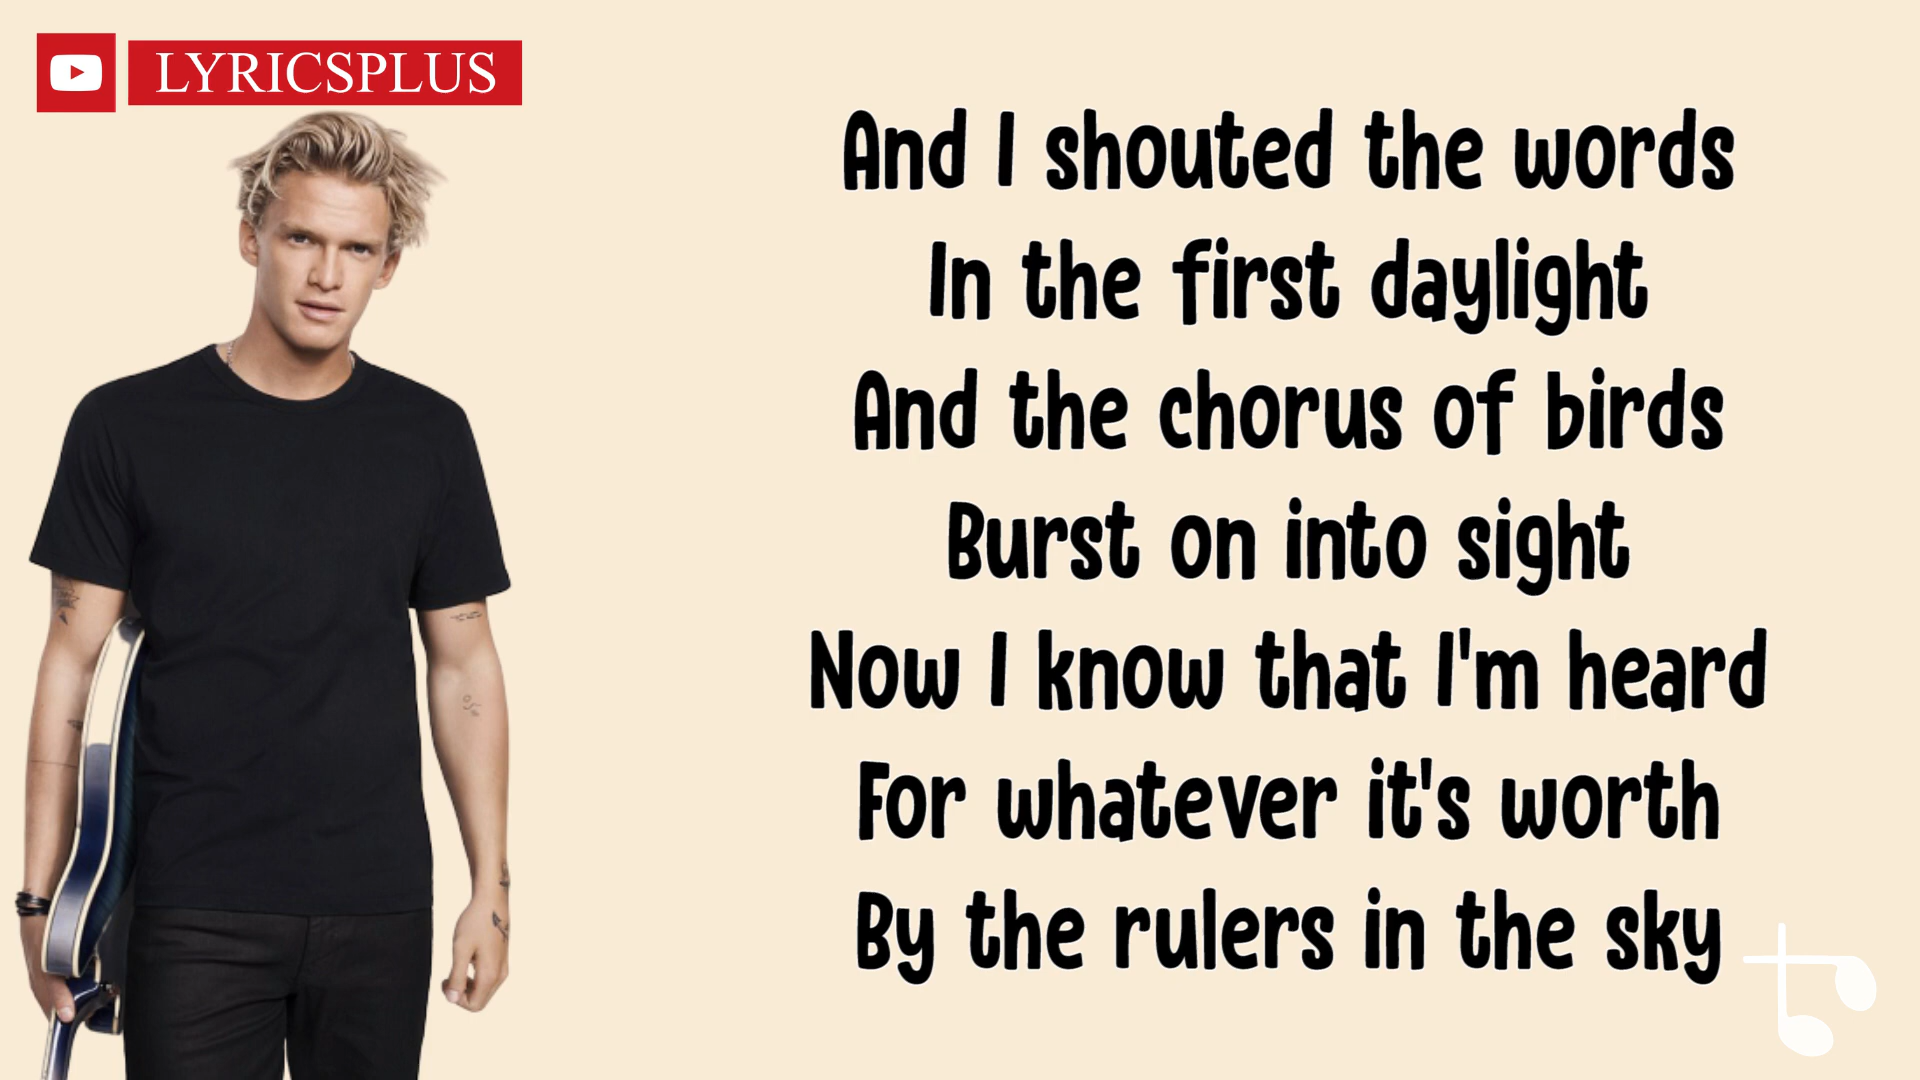 LYRICSPLUS
And I shouted the words
In the first daylight
And the chorus of birds
Burst on into sight
Now I know that I'm heard
For whatever it's worth
By the rulers in the sky